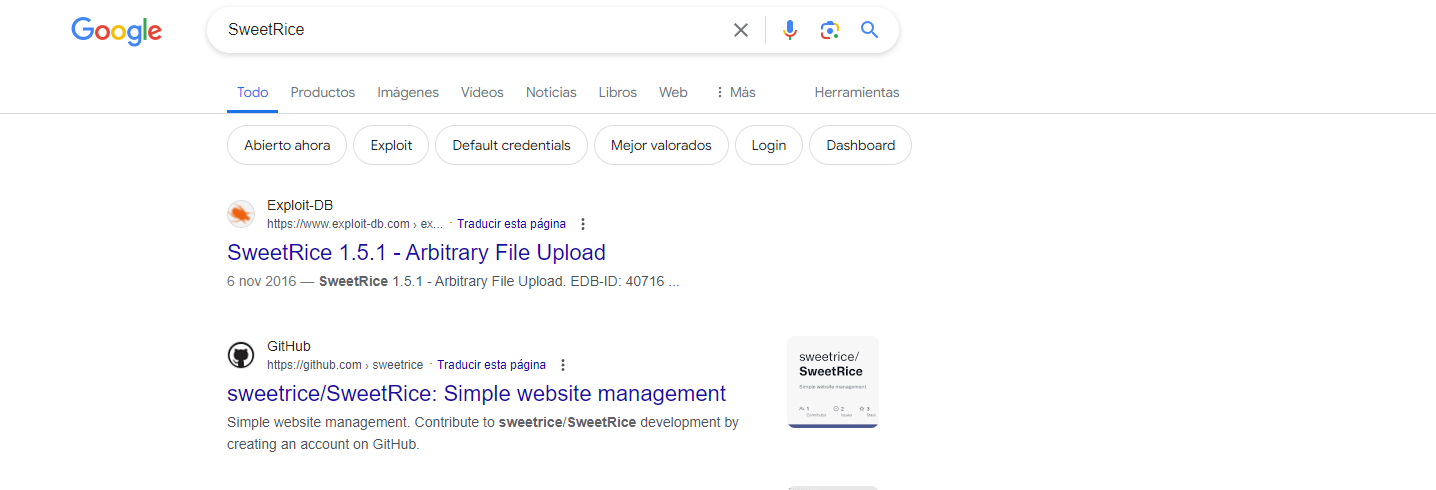 Google
SweetRice
Todo Productos Imágenes Videos Noticias Libros Web Más Herramientas
Abierto ahora Exploit Default credentials Mejor valorados Login Dashboard
Exploit-DB
https://www.exploit-db.com › ex... · Traducir esta página
SweetRice 1.5.1 - Arbitrary File Upload
6 nov 2016 — SweetRice 1.5.1 - Arbitrary File Upload. EDB-ID: 40716 ...
GitHub
https://github.com › sweetrice · Traducir esta página
sweetrice/SweetRice: Simple website management
Simple website management. Contribute to sweetrice/SweetRice development by
creating an account on GitHub.
sweetrice/
SweetRice
Simple website management
1 2 3
Contributor Issues Stars